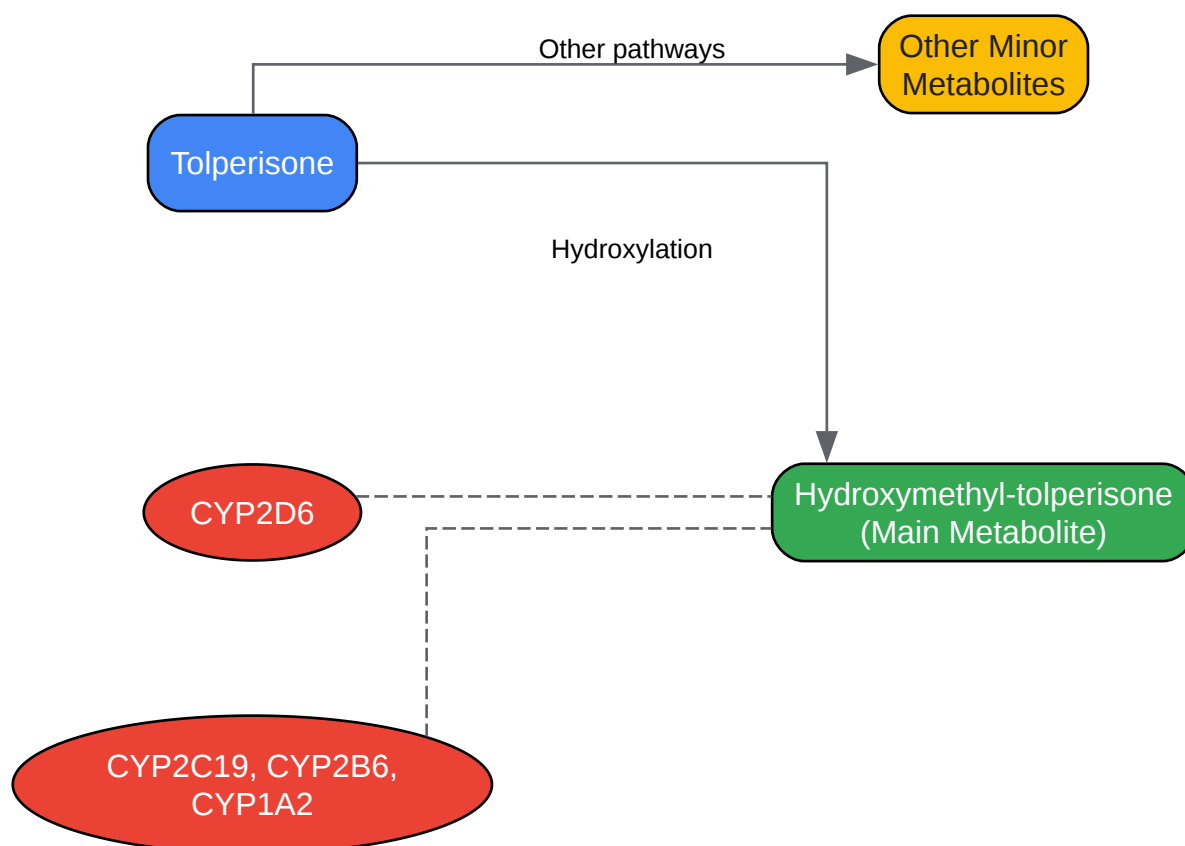 Other pathways
Other Minor
Metabolites
Tolperisone
Hydroxylation
Hydroxymethyl-tolperisone
(Main Metabolite)
CYP2D6
CYP2C19, CYP2B6,
CYP1A2